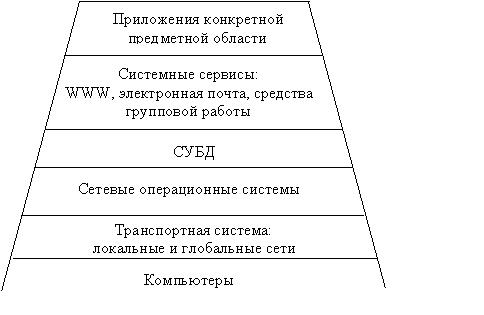 Приложения конкретной
предметной области
Системные сервисы:
WWW, электронная почта, средства
групповой работы
СУБД
Сетевые операционные системы
Транспортная система:
локальные и глобальные сети
Компьютеры